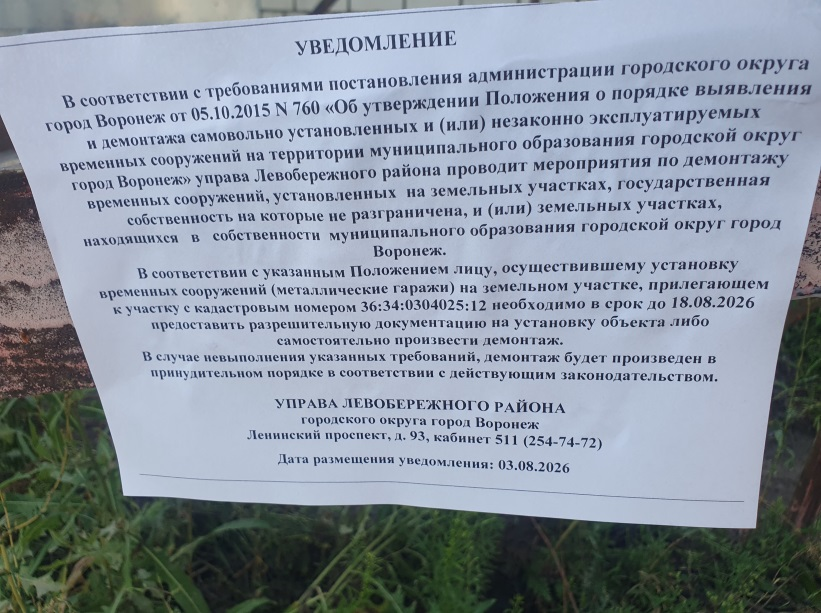 УВЕДОМЛЕНИЕ
В соответствии с требованиями постановления администрации городского округа
город Воронеж от 05.10.2015 N 760 «Об утверждении Положения о порядке выявления
и демонтажа самовольно установленных и (или) незаконно эксплуатируемых
временных сооружений на территории муниципального образования городской округ
город Воронеж» управа Левобережного района проводит мероприятия по демонтажу
временных сооружений, установленных на земельных участках, государственная
собственность на которые не разграничена, и (или) земельных участках,
находящихся в собственности муниципального образования городской округ город
Воронеж.
В соответствии с указанным Положением лицу, осуществившему установку
временных сооружений (металлические гаражи) на земельном участке, прилегающем
к участку с кадастровым номером 36:34:0304025:12 необходимо в срок до 18.08.2026
предоставить разрешительную документацию на установку объекта либо
самостоятельно произвести демонтаж.
В случае невыполнения указанных требований, демонтаж будет произведен в
принудительном порядке в соответствии с действующим законодательством.
УПРАВА ЛЕВОБЕРЕЖНОГО РАЙОНА
городского округа город Воронеж
Ленинский проспект, д. 93, кабинет 511 (254-74-72)
Дата размещения уведомления: 03.08.2026